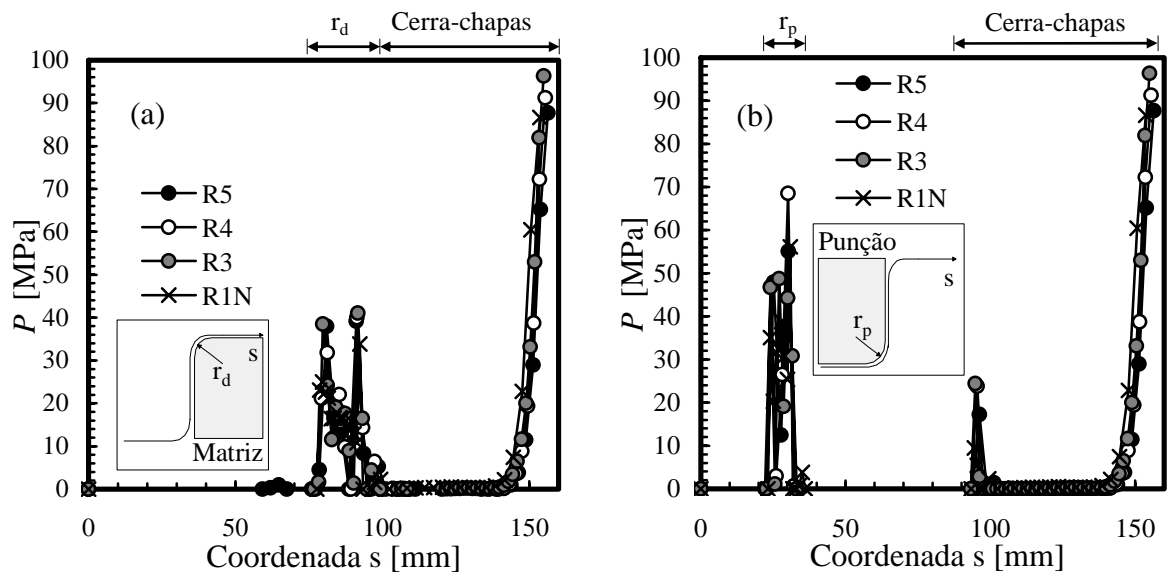 r_d Cerra-chapas
100
90
80
70
60
50
40
30
20
10
0
P [MPa]
(a)
R5
R4
R3
R1N
s
r_d
Matriz
0 50 100 150
Coordenada s [mm]
r_p Cerra-chapas
100
90
80
70
60
50
40
30
20
10
0
P [MPa]
(b)
R5
R4
R3
R1N
Punção
s
r_p
0 50 100 150
Coordenada s [mm]